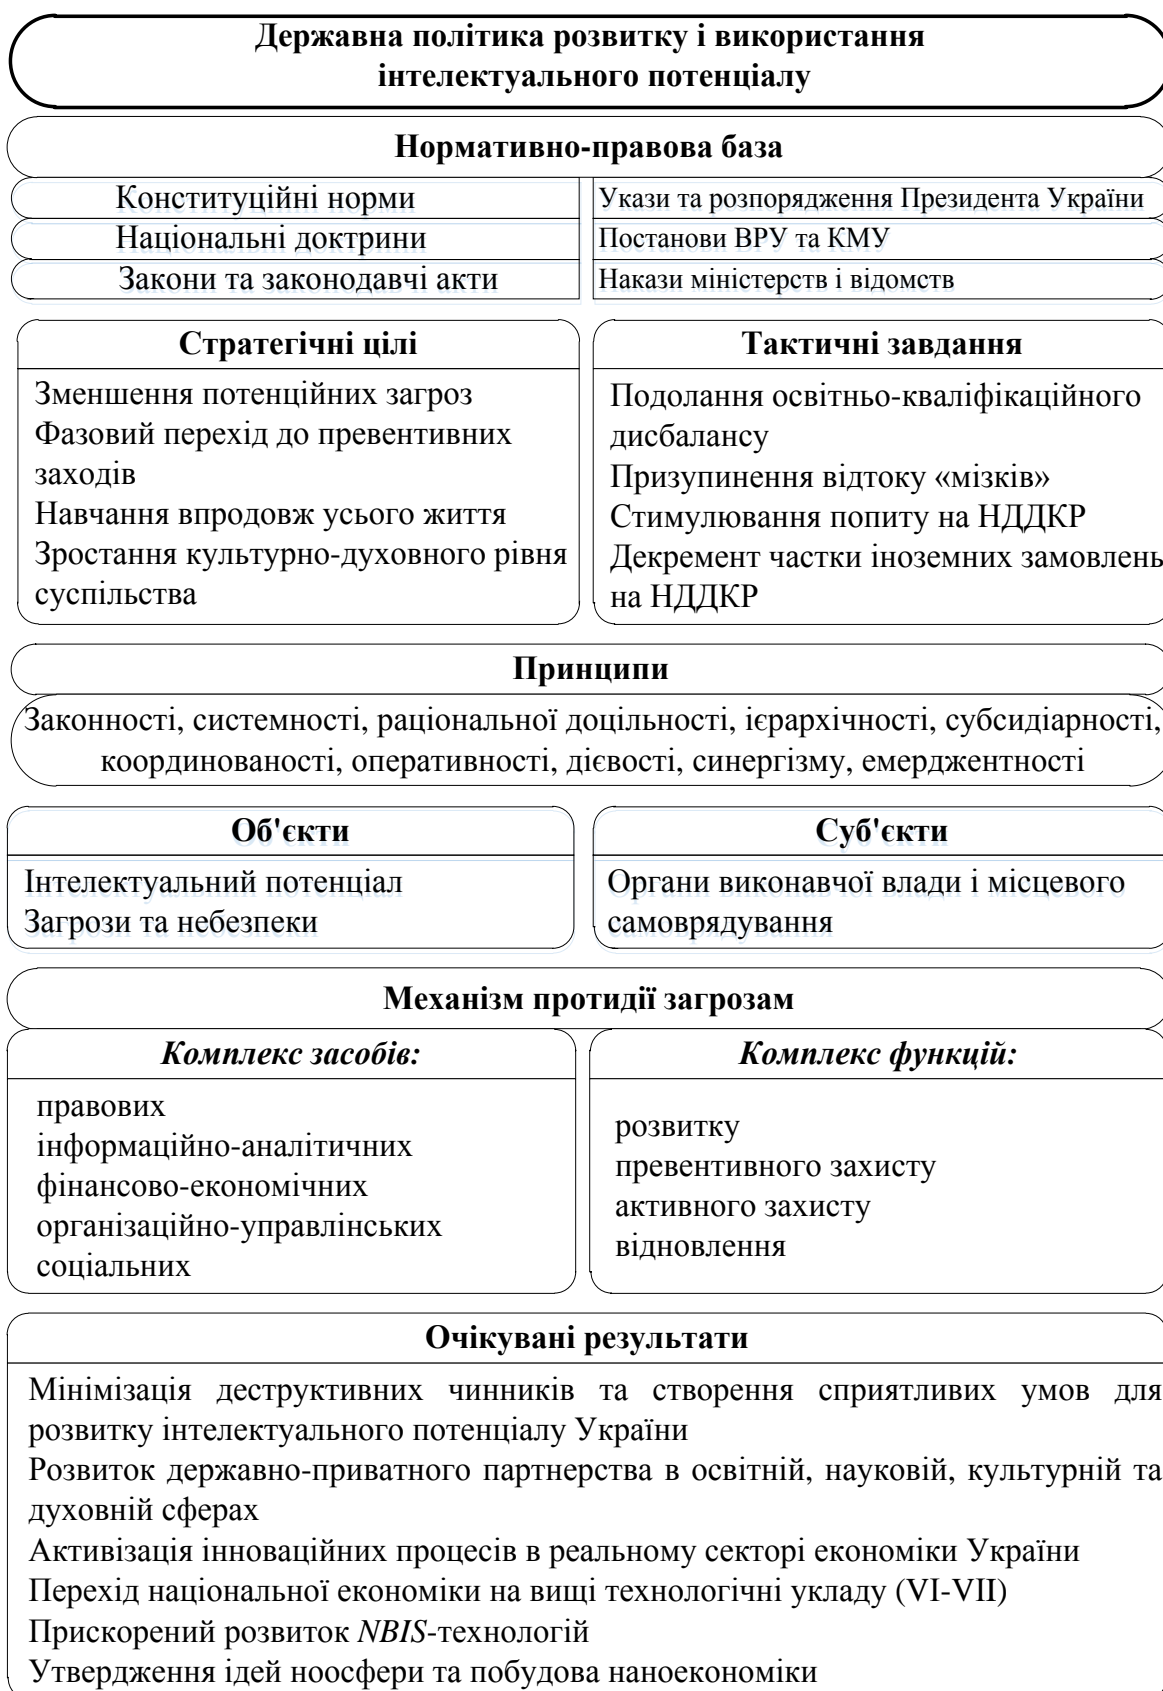 Державна політика розвитку і використання
інтелектуального потенціалу
Нормативно-правова база
Конституційні норми
Укази та розпорядження Президента України
Національні доктрини
Постанови ВРУ та КМУ
Закони та законодавчі акти
Накази міністерств і відомств
Стратегічні цілі
Зменшення потенційних загроз
Фазовий перехід до превентивних
заходів
Навчання впродовж усього життя
Зростання культурно-духовного рівня
суспільства
Тактичні завдання
Подолання освітньо-кваліфікаційного
дисбалансу
Призупинення відтоку «мізків»
Стимулювання попиту на НДДКР
Декремент частки іноземних замовлень
на НДДКР
Принципи
Законності, системності, раціональної доцільності, ієрархічності, субсидіарності,
координованості, оперативності, дієвості, синергізму, емерджентності
Об'єкти
Інтелектуальний потенціал
Загрози та небезпеки
Суб'єкти
Органи виконавчої влади і місцевого
самоврядування
Механізм протидії загрозам
Комплекс засобів:
правових
інформаційно-аналітичних
фінансово-економічних
організаційно-управлінських
соціальних
Комплекс функцій:
розвитку
превентивного захисту
активного захисту
відновлення
Очікувані результати
Мінімізація деструктивних чинників та створення сприятливих умов для
розвитку інтелектуального потенціалу України
Розвиток державно-приватного партнерства в освітній, науковій, культурній та
духовній сферах
Активізація інноваційних процесів в реальному секторі економіки України
Перехід національної економіки на вищі технологічні укладу (VI-VII)
Прискорений розвиток NBIS-технологій
Утвердження ідей ноосфери та побудова наноекономіки